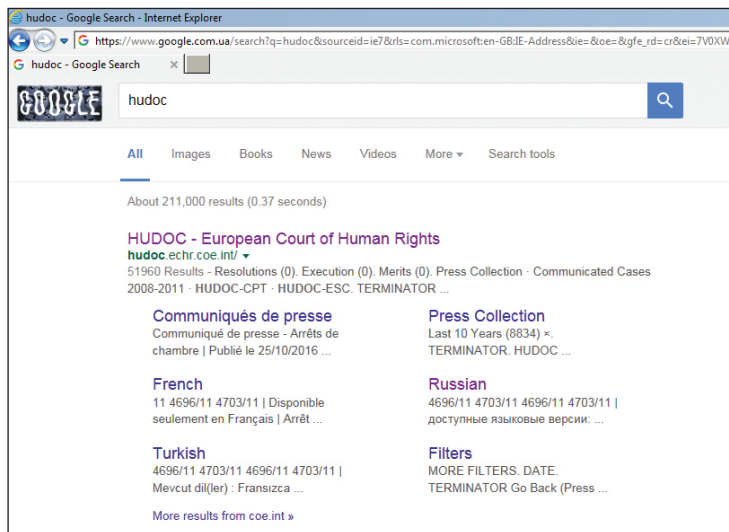 hudoc - Google Search - Internet Explorer
https://www.google.com.ua/search?q=hudoc&sourceid=ie7&rls=com.microsoft:en-GB:IE-Address&ie=&oe=&gfe_rd=cr&ei=7V0XW
hudoc - Google Search
GOOGLE
hudoc
All Images Books News Videos More Search tools
About 211,000 results (0.37 seconds)
HUDOC - European Court of Human Rights
hudoc.echr.coe.int/
51960 Results - Resolutions (0). Execution (0). Merits (0). Press Collection · Communicated Cases
2008-2011 · HUDOC-CPT · HUDOC-ESC. TERMINATOR ...
Communiqués de presse
Communiqué de presse - Arrêts de
chambre | Publié le 25/10/2016 ...
Press Collection
Last 10 Years (8834) ×.
TERMINATOR. HUDOC ...
French
11 4696/11 4703/11 | Disponible
seulement en Français | Arrêt ...
Russian
4696/11 4703/11 4696/11 4703/11 |
доступные языковые версии: ...
Turkish
4696/11 4703/11 4696/11 4703/11 |
Mevcut dil(ler) : Fransızca ...
Filters
MORE FILTERS. DATE.
TERMINATOR Go Back (Press ...
More results from coe.int »